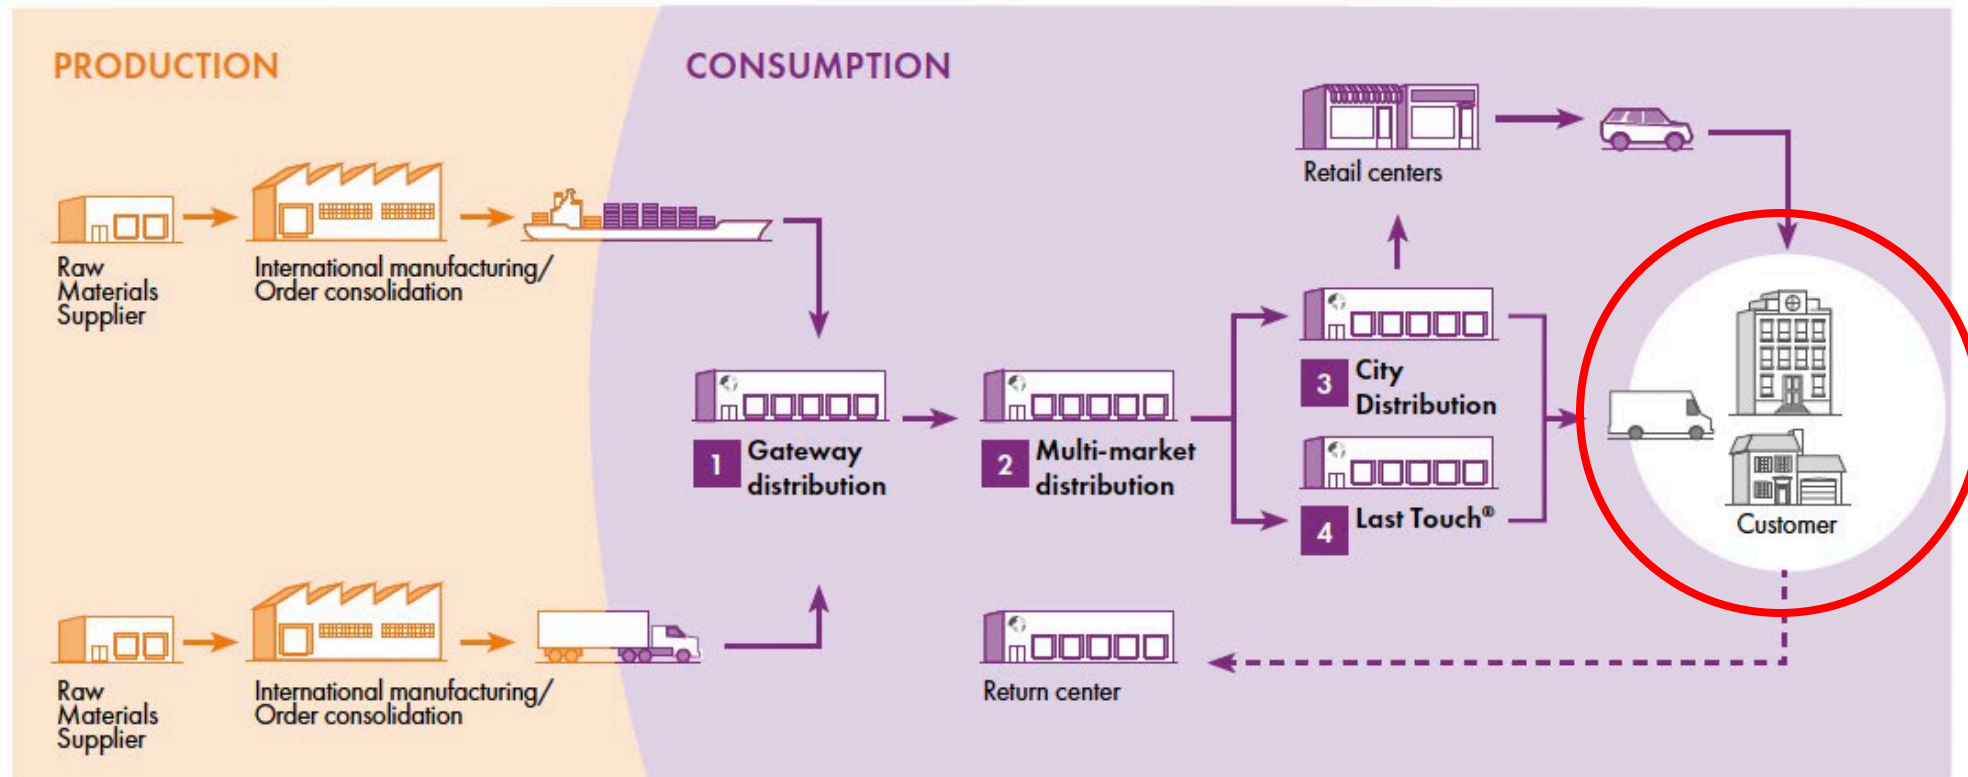 PRODUCTION
CONSUMPTION
Retail centers
Raw
Materials
Supplier
International manufacturing/
Order consolidation
1 Gateway
distribution
2 Multi-market
distribution
3 City
Distribution
4 Last Touch®
Customer
Raw
Materials
Supplier
International manufacturing/
Order consolidation
Return center